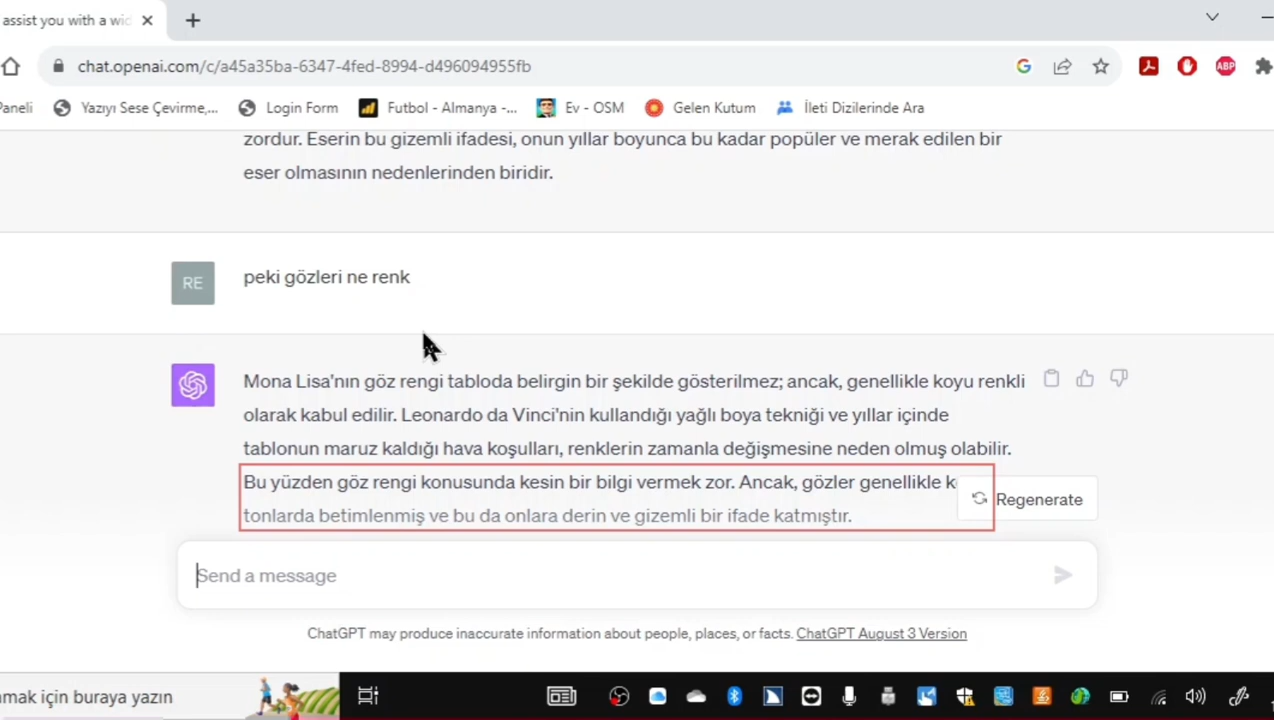 assist you with a wi
chat.openai.com/c/a45a35ba-6347-4fed-8994-d496094955fb
ABP
Paneli
Yazıyı Sese Çevirme,...
Login Form
Futbol - Almanya -...
Ev - OSM
Gelen Kutum
İleti Dizilerinde Ara
zordur. Eserin bu gizemli ifadesi, onun yıllar boyunca bu kadar popüler ve merak edilen bir
eser olmasının nedenlerinden biridir.
RE
peki gözleri ne renk
Mona Lisa'nın göz rengi tabloda belirgin bir şekilde gösterilmez; ancak, genellikle koyu renkli
olarak kabul edilir. Leonardo da Vinci'nin kullandığı yağlı boya tekniği ve yıllar içinde
tablonun maruz kaldığı hava koşulları, renklerin zamanla değişmesine neden olmuş olabilir.
Bu yüzden göz rengi konusunda kesin bir bilgi vermek zor. Ancak, gözler genellikle k
tonlarda betimlenmiş ve bu da onlara derin ve gizemli bir ifade katmıştır.
Regenerate
Send a message
ChatGPT may produce inaccurate information about people, places, or facts. ChatGPT August 3 Version
amak için buraya yazın